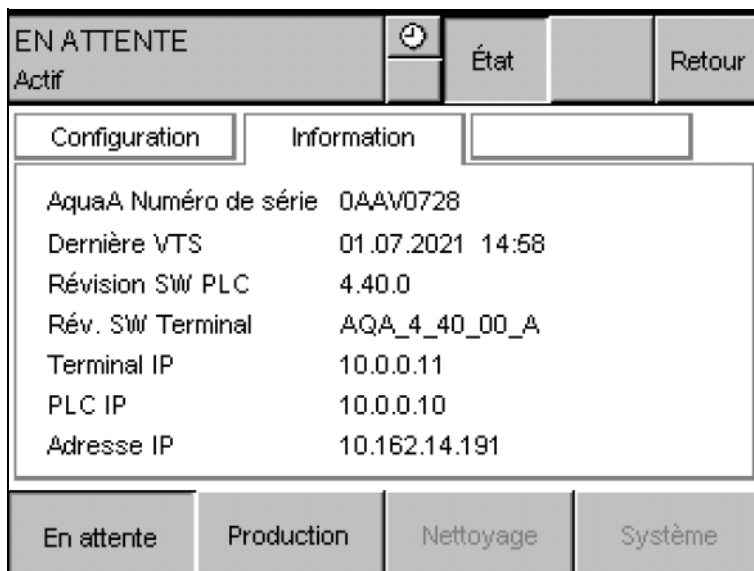 EN ATTENTE
Actif
État
Retour
Configuration
Information
AquaA Numéro de série 0AAV0728
Dernière VTS 01.07.2021 14:58
Révision SW PLC 4.40.0
Rév. SW Terminal AQA_4_40_00_A
Terminal IP 10.0.0.11
PLC IP 10.0.0.10
Adresse IP 10.162.14.191
En attente
Production
Nettoyage
Système